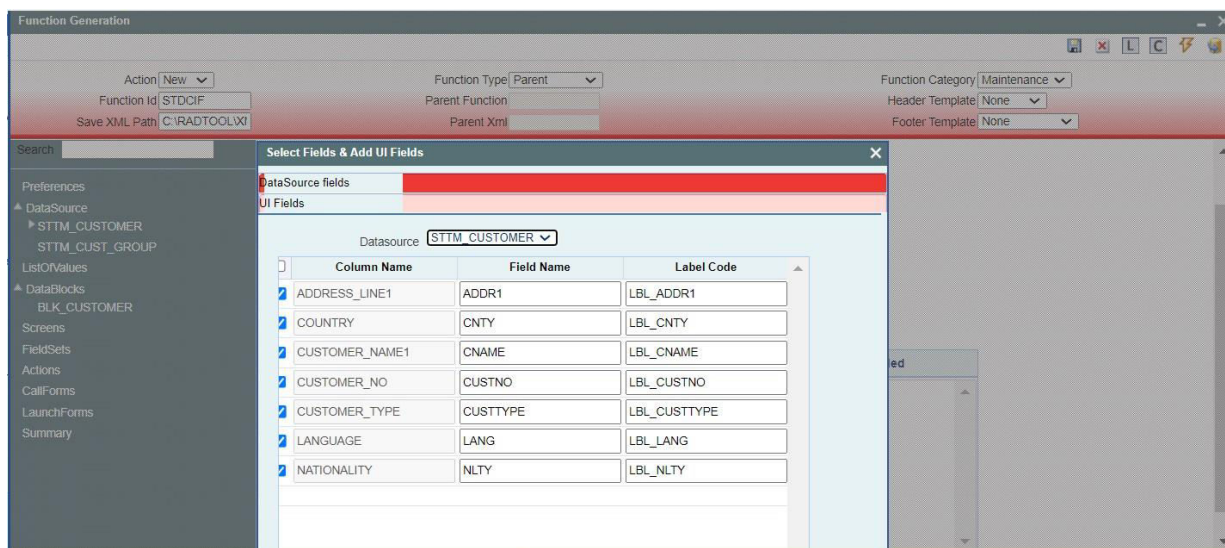 Function Generation
L C
Action New Function Type Parent Function Category Maintenance
Function Id STDCIF Parent Function Header Template None
Save XML Path C:\RADTOOL\XM Parent Xml Footer Template None
Search
Select Fields & Add UI Fields
Preferences
DataSource
STTM_CUSTOMER
STTM_CUST_GROUP
ListOfValues
DataBlocks
BLK_CUSTOMER
Screens
FieldSets
Actions
CallForms
LaunchForms
Summary
DataSource fields
UI Fields
Datasource STTM_CUSTOMER
Column Name Field Name Label Code
ADDRESS_LINE1 ADDR1 LBL_ADDR1
COUNTRY CNTY LBL_CNTY
CUSTOMER_NAME1 CNAME LBL_CNAME
CUSTOMER_NO CUSTNO LBL_CUSTNO
CUSTOMER_TYPE CUSTTYPE LBL_CUSTTYPE
LANGUAGE LANG LBL_LANG
NATIONALITY NLTY LBL_NLTY